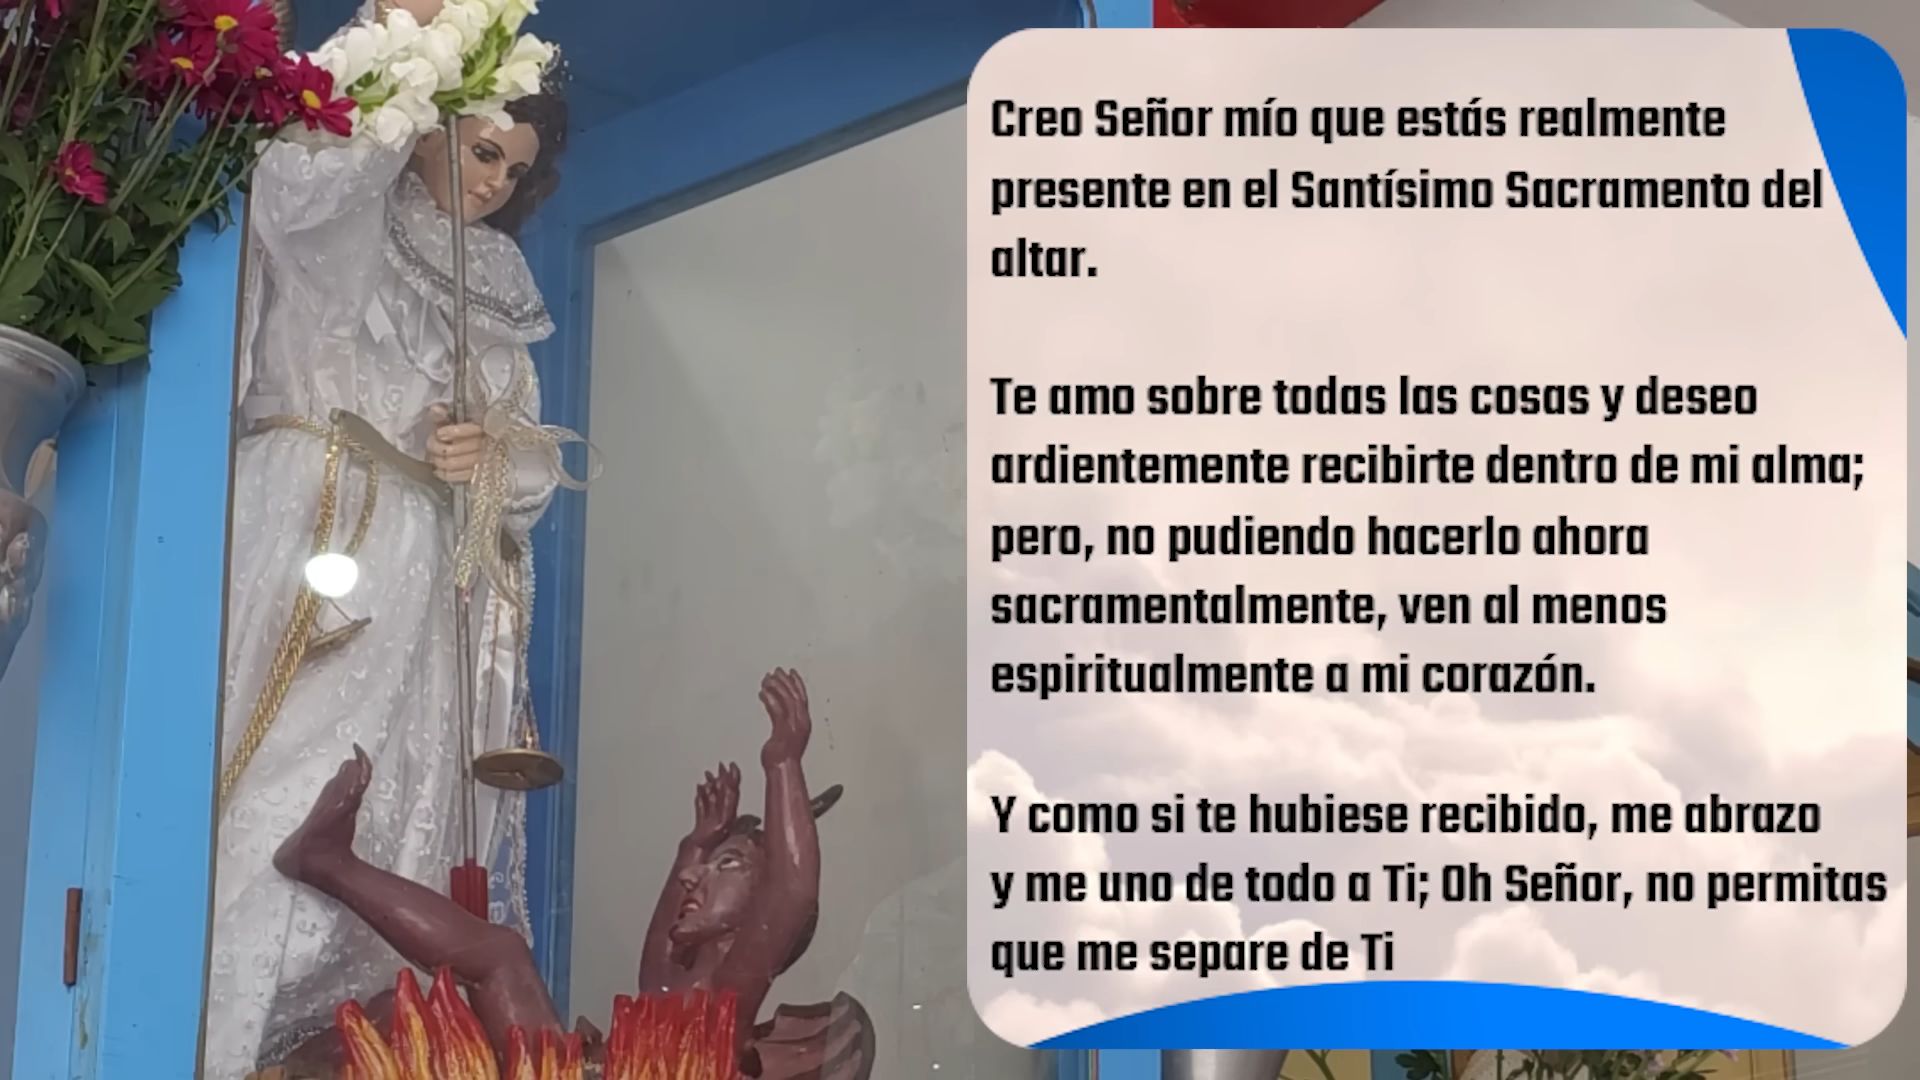 Creo Señor mío que estás realmente
presente en el Santísimo Sacramento del
altar.
Te amo sobre todas las cosas y deseo
ardientemente recibirte dentro de mi alma;
pero, no pudiendo hacerlo ahora
sacramentalmente, ven al menos
espiritualmente a mi corazón.
Y como si te hubiese recibido, me abrazo
y me uno de todo a Ti; Oh Señor, no permitas
que me separe de Ti